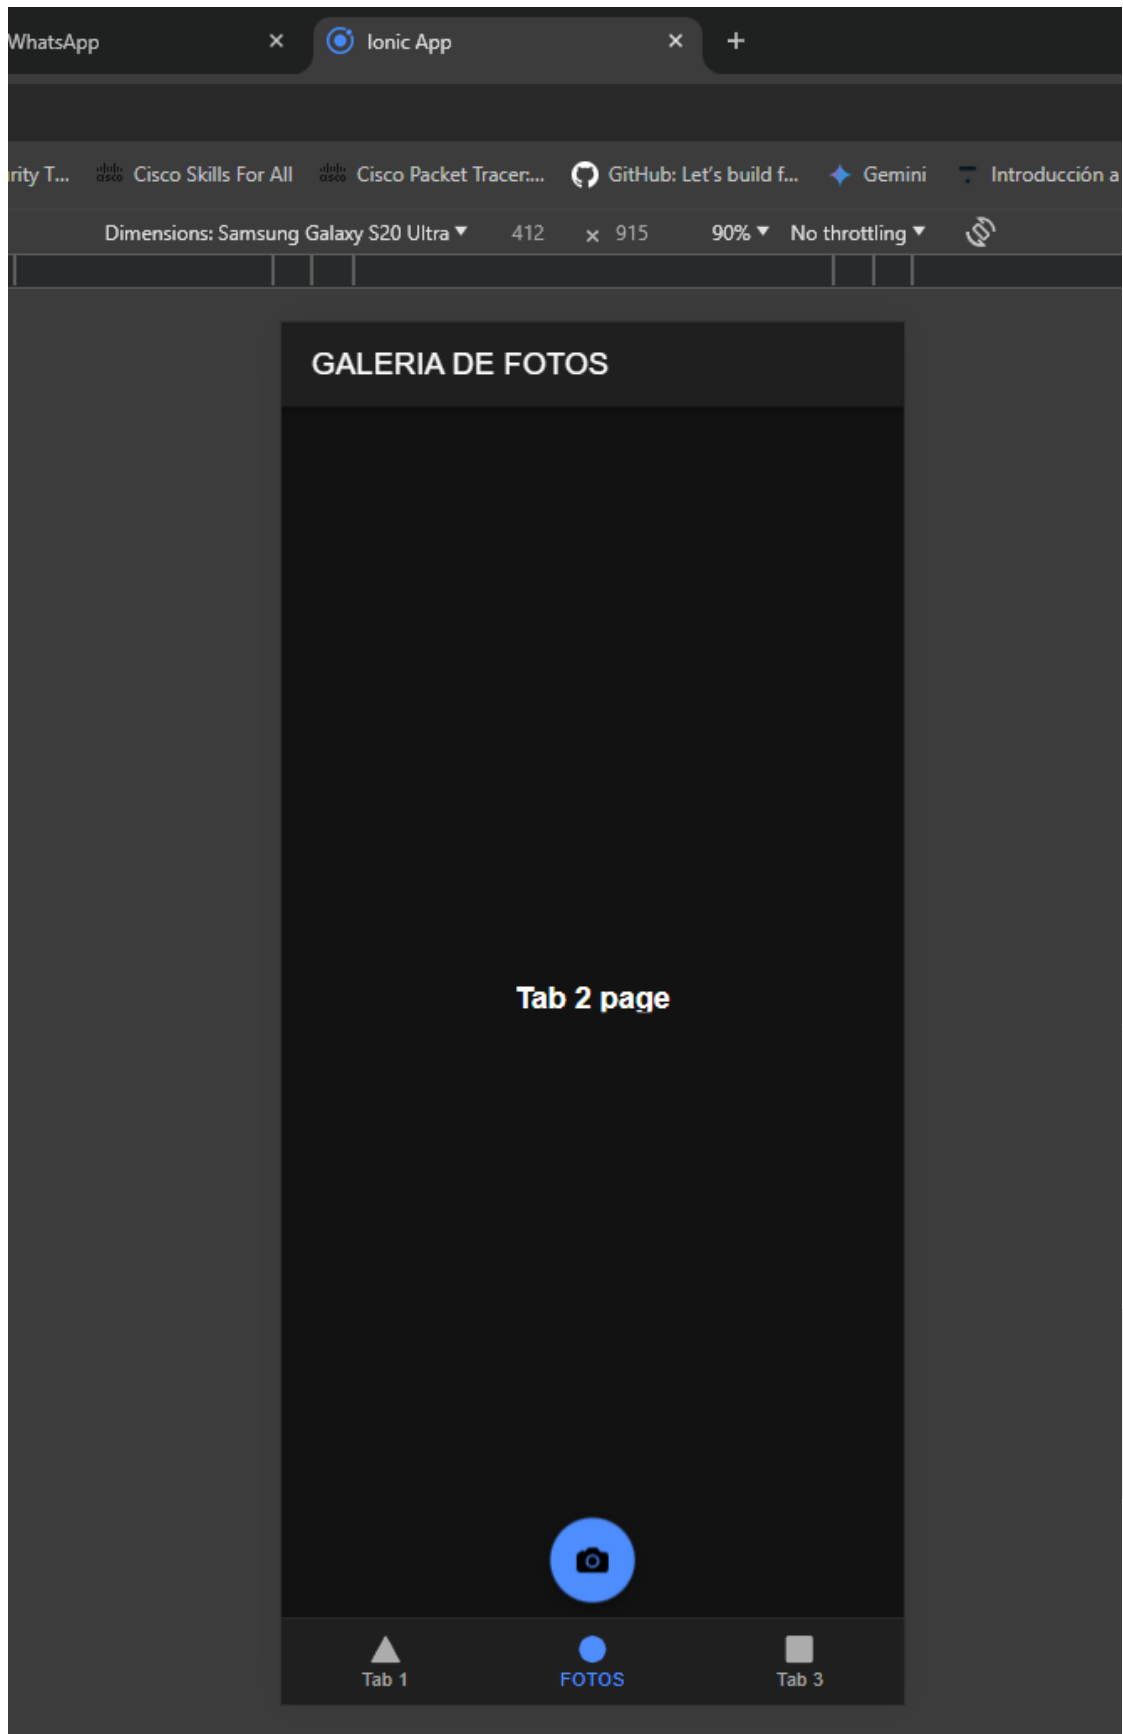 WhatsApp × Ionic App × +
rity T... Cisco Skills For All Cisco Packet Tracer:... GitHub: Let's build f... Gemini Introducción a
Dimensions: Samsung Galaxy S20 Ultra ▼ 412 × 915 90% ▼ No throttling ▼
GALERIA DE FOTOS
Tab 2 page
Tab 1 FOTOS Tab 3